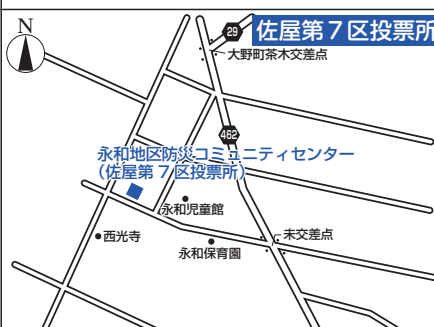 N
29
佐屋第7区投票所
大野町茶木交差点
462
永和地区防災コミュニティセンター
(佐屋第7区投票所)
永和児童館
西光寺
未交差点
永和保育園